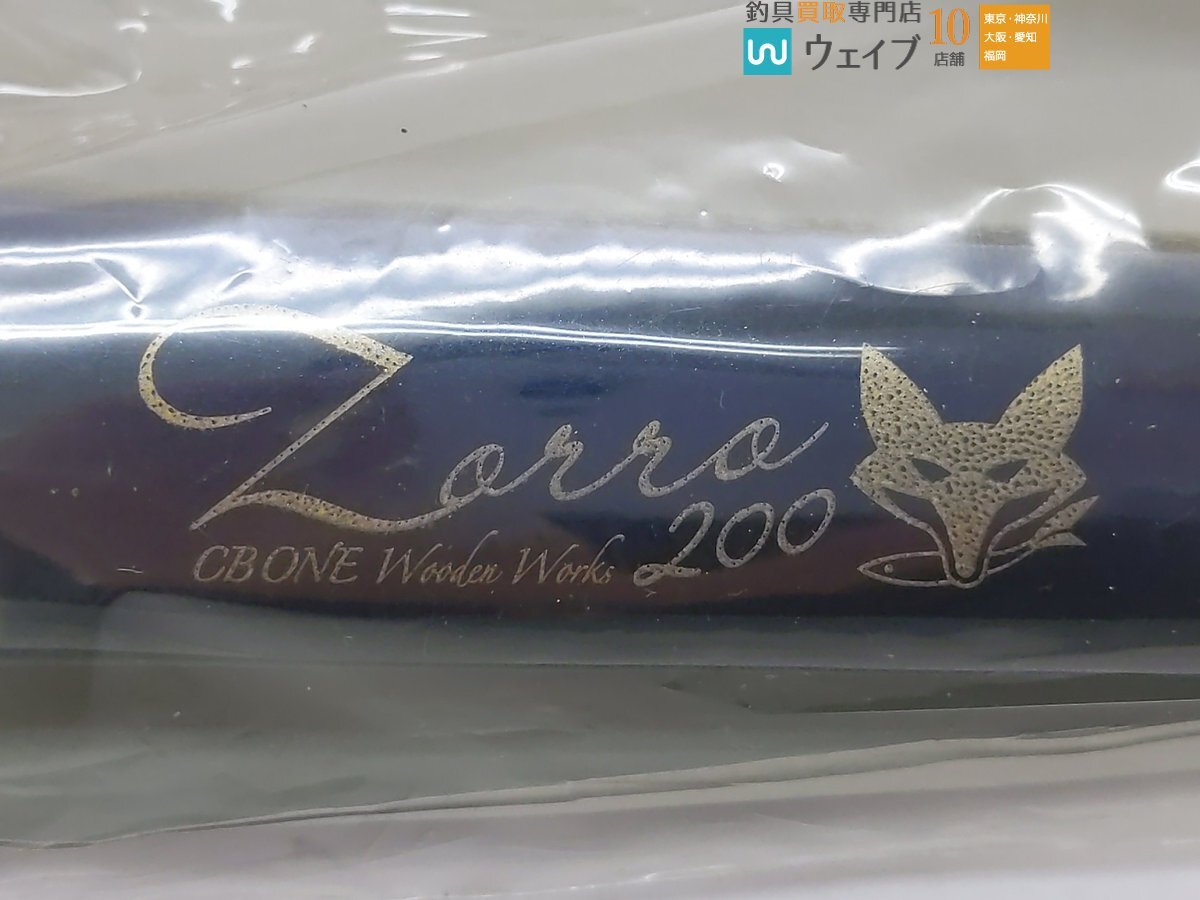 釣具買取専門店
ウェイブ
10
店舗
東京・神奈川
大阪・愛知
福岡
Zorro
200
CB ONE Wooden Works